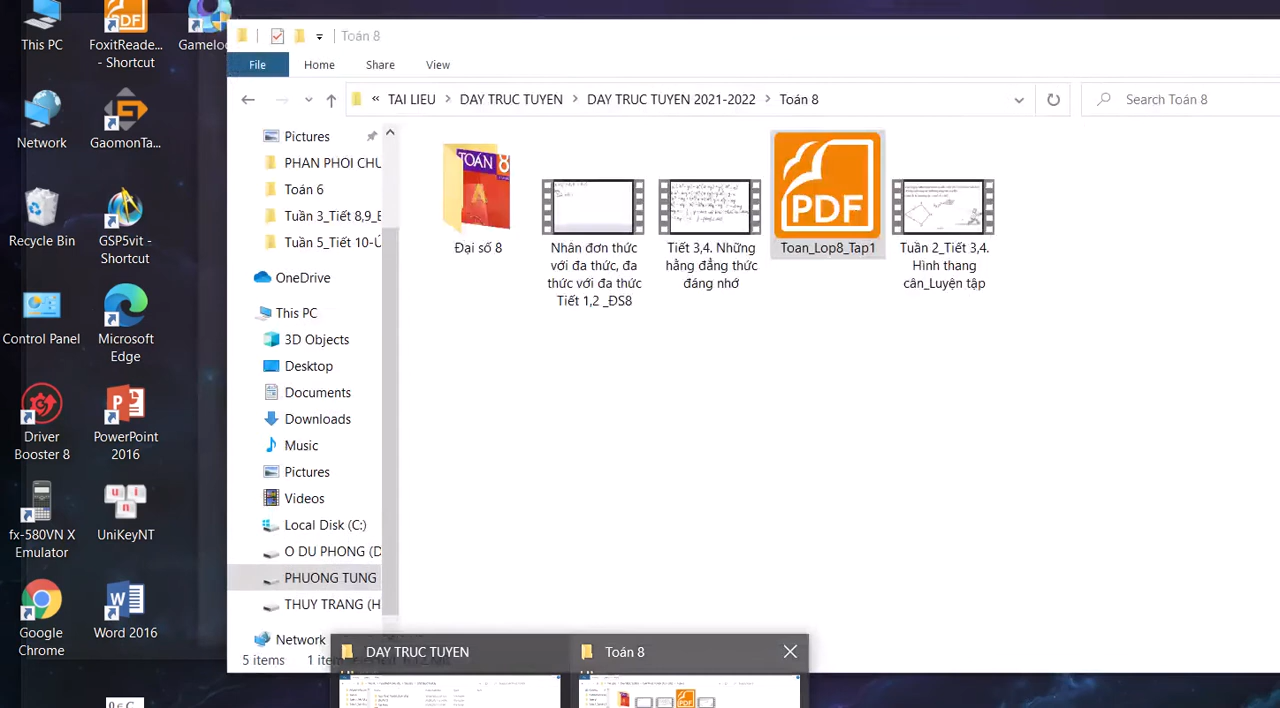 This PC
FoxitReade...
- Shortcut
Network
GaomonTa...
Recycle Bin
GSP5vit -
Shortcut
Control Panel
Microsoft
Edge
Driver
Booster 8
PowerPoint
2016
fx-580VN X
Emulator
UniKeyNT
Google
Chrome
Word 2016
Toán 8
File
Home
Share
View
« TAI LIEU > DAY TRUC TUYEN > DAY TRUC TUYEN 2021-2022 > Toán 8
Search Toán 8
Pictures
PHAN PHOI CHU
Toán 6
Tuần 3_Tiết 8,9_
Tuần 5_Tiết 10-
OneDrive
This PC
3D Objects
Desktop
Documents
Downloads
Music
Pictures
Videos
Local Disk (C:)
O DU PHONG (D
PHUONG TUNG
THUY TRANG (H
Network
5 items
TOÁN 8
Đại số 8
Nhân đơn thức
với đa thức, đa
thức với đa thức
Tiết 1,2 _ĐS8
Tiết 3,4. Những
hằng đẳng thức
đáng nhớ
PDF
Toan_Lop8_Tap1
Tuần 2_Tiết 3,4.
Hình thang
cân_Luyện tập
DAY TRUC TUYEN
Toán 8